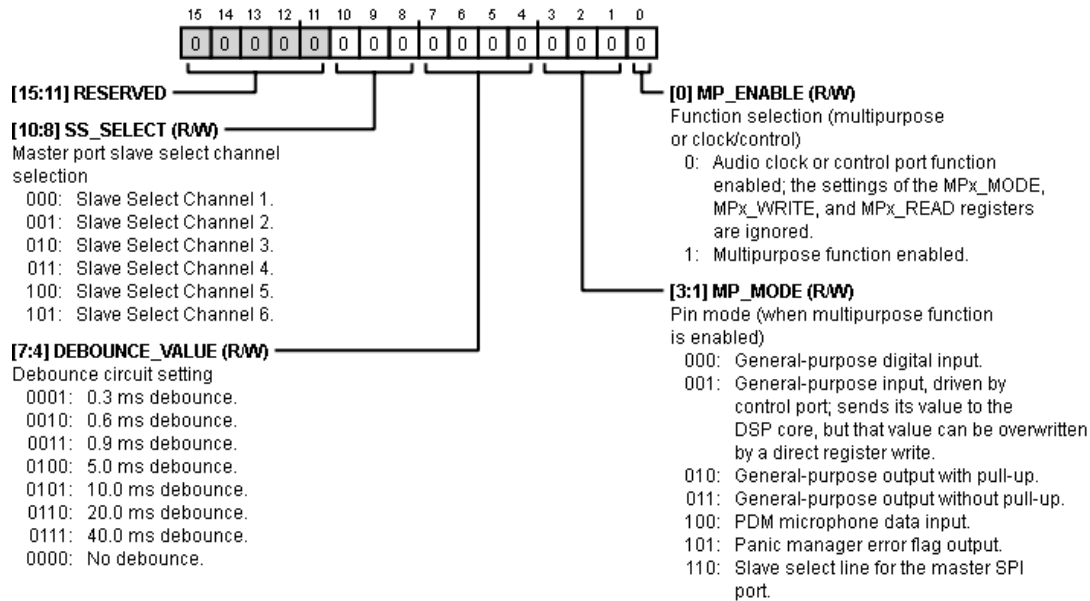 15 14 13 12 11 10 9 8 7 6 5 4 3 2 1 0
0 0 0 0 0 0 0 0 0 0 0 0 0 0 0 0
[15:11] RESERVED
[10:8] SS_SELECT (R/W)
Master port slave select channel
selection
000: Slave Select Channel 1.
001: Slave Select Channel 2.
010: Slave Select Channel 3.
011: Slave Select Channel 4.
100: Slave Select Channel 5.
101: Slave Select Channel 6.
[7:4] DEBOUNCE_VALUE (R/W)
Debounce circuit setting
0001: 0.3 ms debounce.
0010: 0.6 ms debounce.
0011: 0.9 ms debounce.
0100: 5.0 ms debounce.
0101: 10.0 ms debounce.
0110: 20.0 ms debounce.
0111: 40.0 ms debounce.
0000: No debounce.
[0] MP_ENABLE (R/W)
Function selection (multipurpose
or clock/control)
0: Audio clock or control port function
enabled; the settings of the MPx_MODE,
MPx_WRITE, and MPx_READ registers
are ignored.
1: Multipurpose function enabled.
[3:1] MP_MODE (R/W)
Pin mode (when multipurpose function
is enabled)
000: General-purpose digital input.
001: General-purpose input, driven by
control port; sends its value to the
DSP core, but that value can be overwritten
by a direct register write.
010: General-purpose output with pull-up.
011: General-purpose output without pull-up.
100: PDM microphone data input.
101: Panic manager error flag output.
110: Slave select line for the master SPI
port.